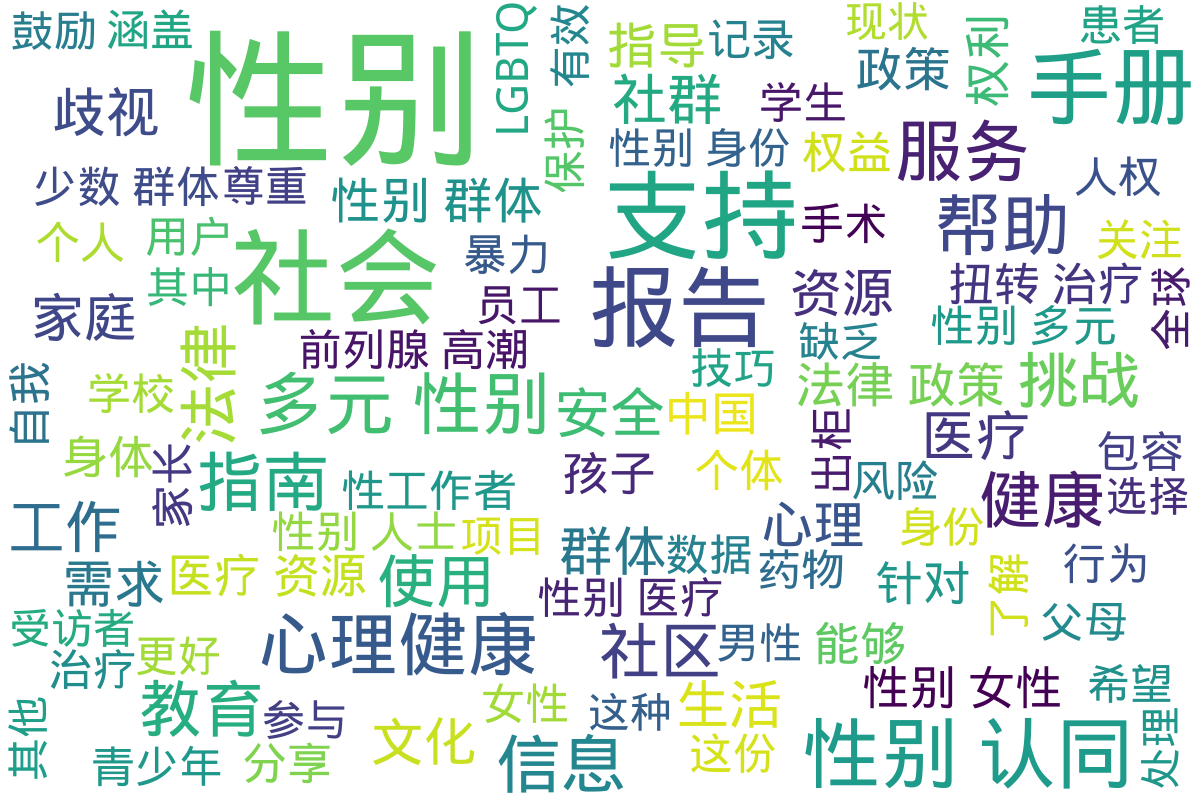 鼓励 涵盖
性别
LGBTQ
有效
指导 记录
现状
患者
歧视
社群
学生
政策
权利
手册
保护
性别 身份
权益
服务
人权
少数 群体 尊重
性别 群体
支持
手术
帮助
关注
个人
用户
社会
暴力
其中
家庭
员工
报告
资源
扭转 治疗
全球
法律
前列腺 高潮
性别 多元
缺乏
技巧
自我
学校
多元 性别
安全
中国
法律 政策
挑战
身体
家长
指南
性工作者
孩子
个体
出柜
医疗
包容
风险
健康
选择
工作
性别 人士
项目
心理
身份
群体
数据
需求
医疗 资源
使用
药物
针对
了解
行为
性别 医疗
父母
受访者
更好
心理健康
社区
男性
能够
治疗
教育
参与
女性
这种
生活
性别 女性
希望
其他
青少年
分享
文化
信息
这份
性别 认同
处理